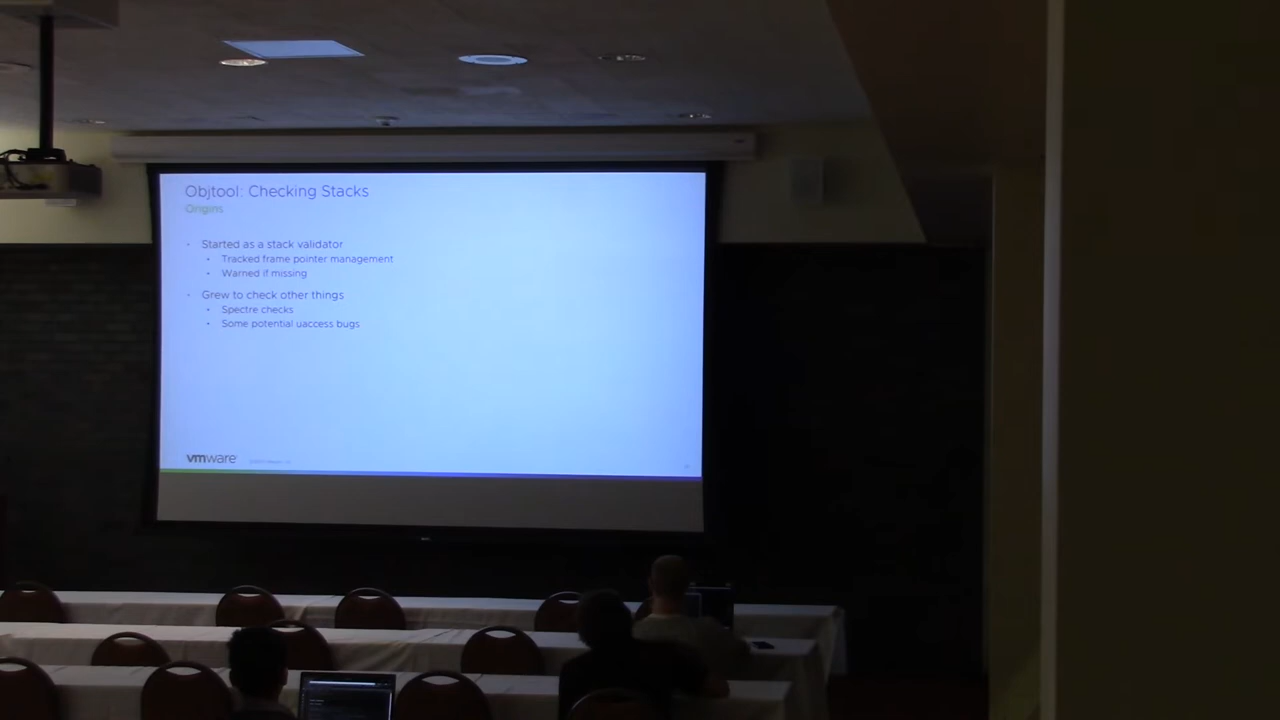 Objtool: Checking Stacks
Origins
· Started as a stack validator
· Tracked frame pointer management
· Warned if missing
· Grew to check other things
· Spectre checks
· Some potential uaccess bugs
vmware